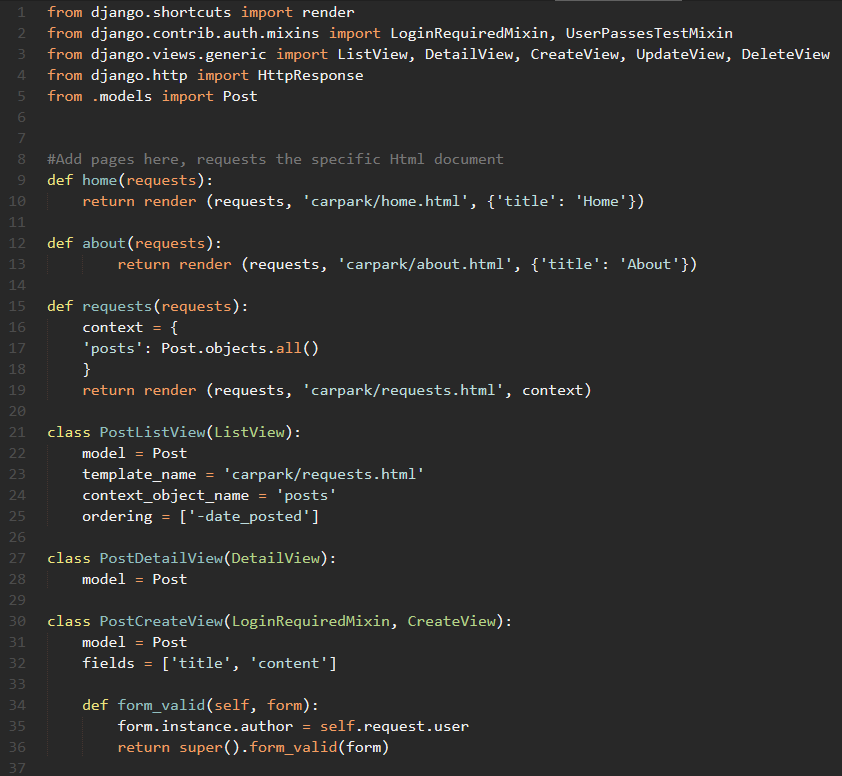 1 from django.shortcuts import render
2 from django.contrib.auth.mixins import LoginRequiredMixin, UserPassesTestMixin
3 from django.views.generic import ListView, DetailView, CreateView, UpdateView, DeleteView
4 from django.http import HttpResponse
5 from .models import Post
6
7
8 #Add pages here, requests the specific Html document
9 def home(requests):
10     return render (requests, 'carpark/home.html', {'title': 'Home'})
11
12 def about(requests):
13         return render (requests, 'carpark/about.html', {'title': 'About'})
14
15 def requests(requests):
16     context = {
17     'posts': Post.objects.all()
18     }
19     return render (requests, 'carpark/requests.html', context)
20
21 class PostListView(ListView):
22     model = Post
23     template_name = 'carpark/requests.html'
24     context_object_name = 'posts'
25     ordering = ['-date_posted']
26
27 class PostDetailView(DetailView):
28     model = Post
29
30 class PostCreateView(LoginRequiredMixin, CreateView):
31     model = Post
32     fields = ['title', 'content']
33
34     def form_valid(self, form):
35         form.instance.author = self.request.user
36         return super().form_valid(form)
37